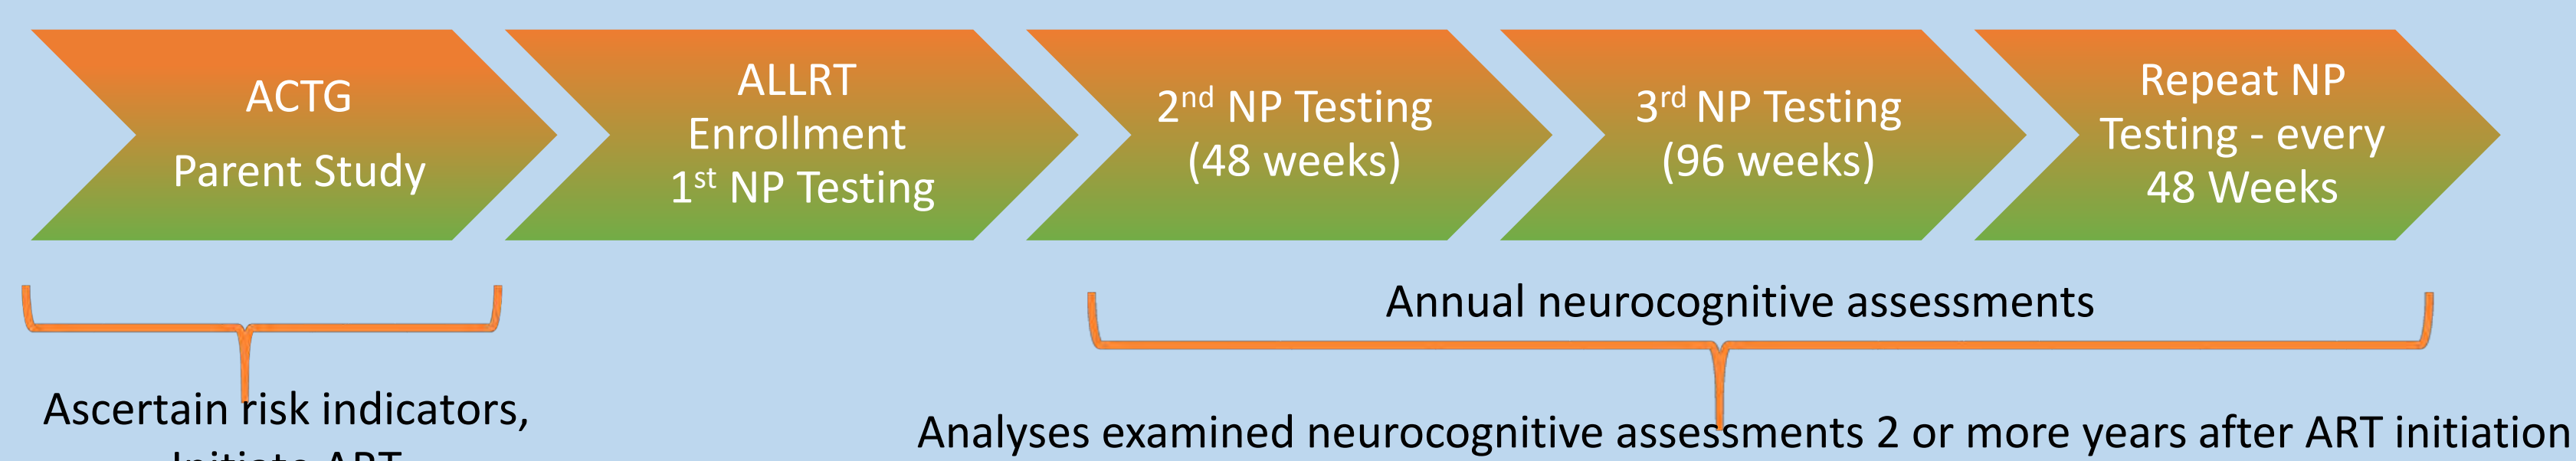 ACTG
Parent Study
ALLRT
Enrollment
1st NP Testing
2nd NP Testing
(48 weeks)
3rd NP Testing
(96 weeks)
Repeat NP
Testing - every
48 Weeks
Annual neurocognitive assessments
Ascertain risk indicators,
Initiate ART
Analyses examined neurocognitive assessments 2 or more years after ART initiation